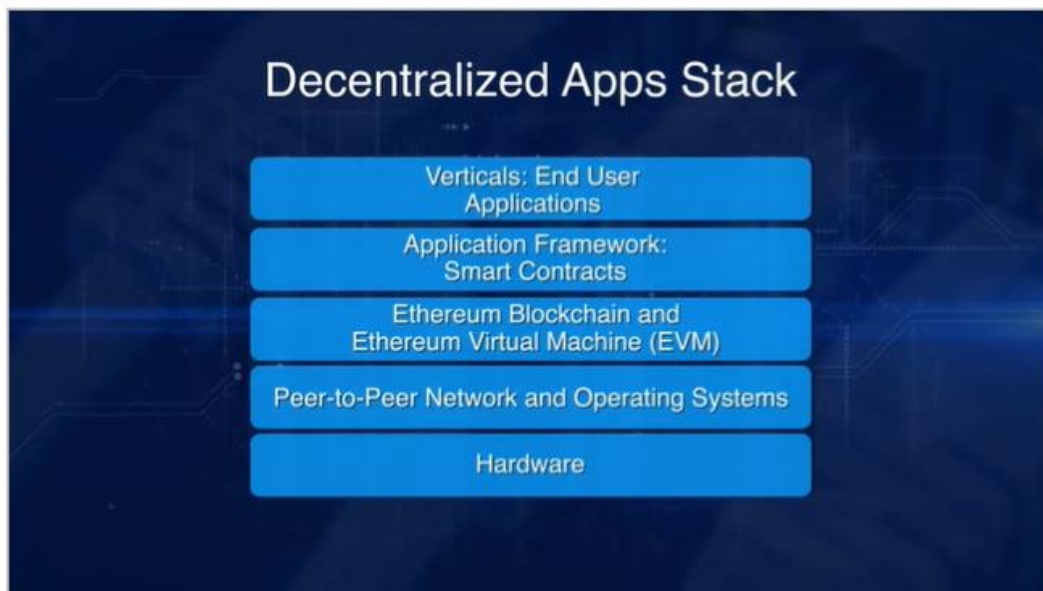 Decentralized Apps Stack
Verticals: End User
Applications
Application Framework:
Smart Contracts
Ethereum Blockchain and
Ethereum Virtual Machine (EVM)
Peer-to-Peer Network and Operating Systems
Hardware